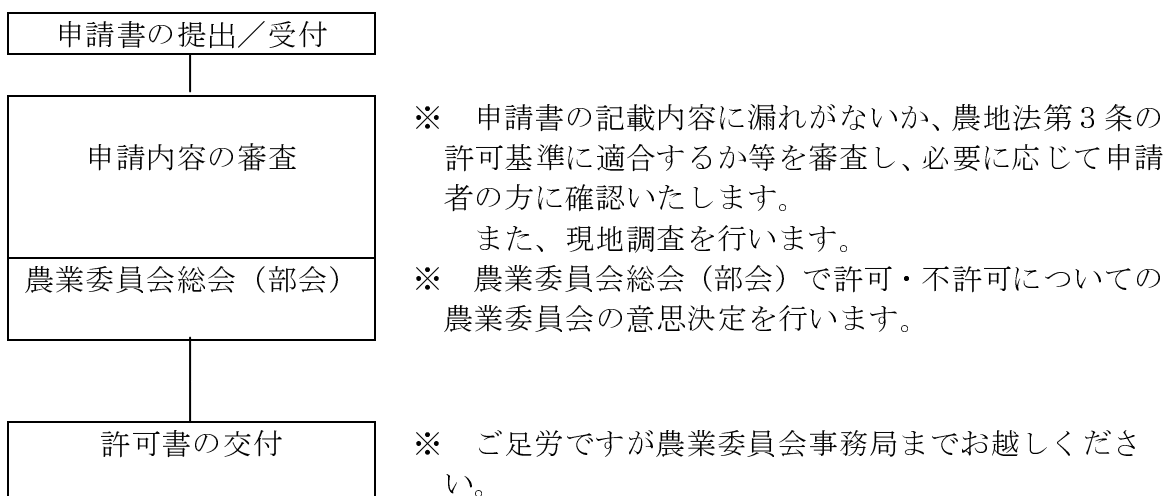 申請書の提出／受付
申請内容の審査
※　申請書の記載内容に漏れがないか、農地法第３条の
許可基準に適合するか等を審査し、必要に応じて申請
者の方に確認いたします。
また、現地調査を行います。
農業委員会総会（部会）
※　農業委員会総会（部会）で許可・不許可についての
農業委員会の意思決定を行います。
許可書の交付
※　ご足労ですが農業委員会事務局までお越しくださ
い。